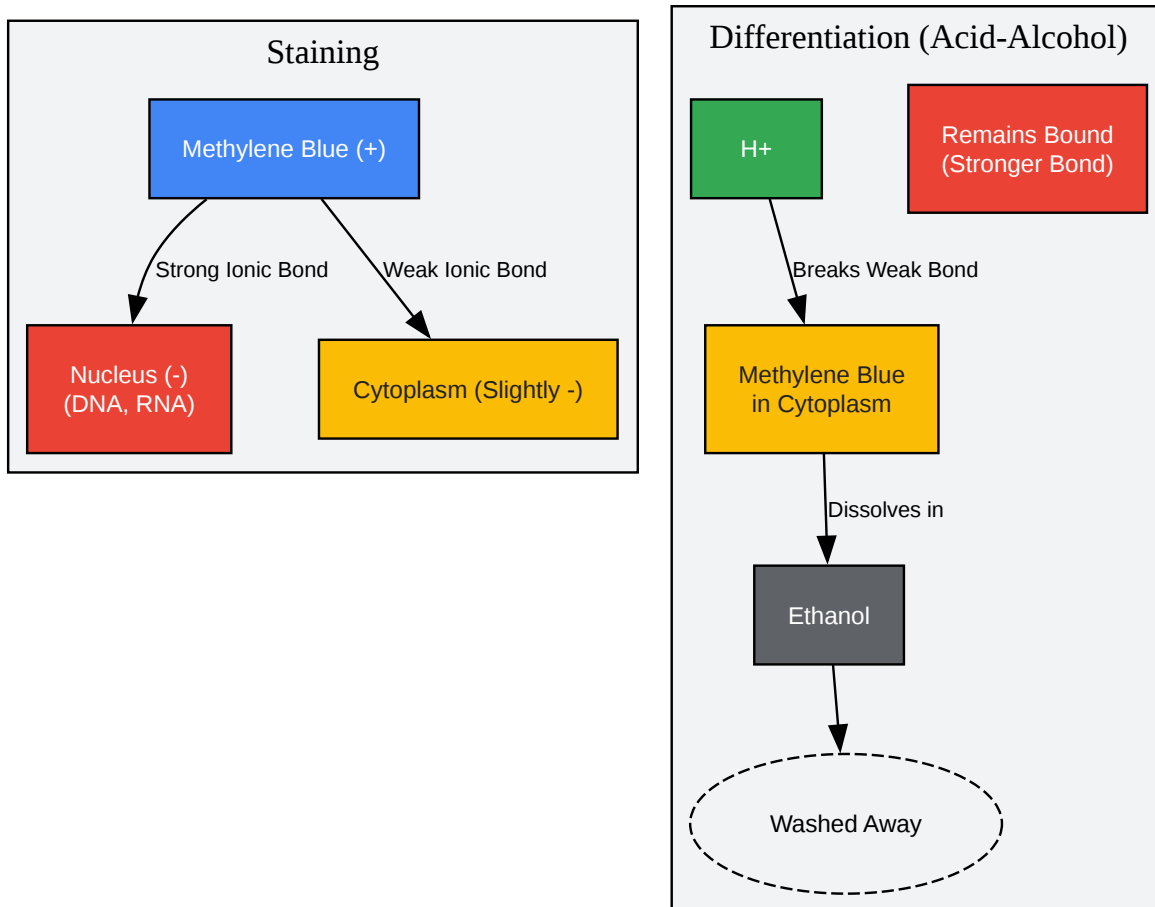 Staining
Methylene Blue (+)
Strong Ionic Bond
Weak Ionic Bond
Nucleus (-)
(DNA, RNA)
Cytoplasm (Slightly -)
Differentiation (Acid-Alcohol)
H+
Remains Bound
(Stronger Bond)
Breaks Weak Bond
Methylene Blue
in Cytoplasm
Dissolves in
Ethanol
Washed Away